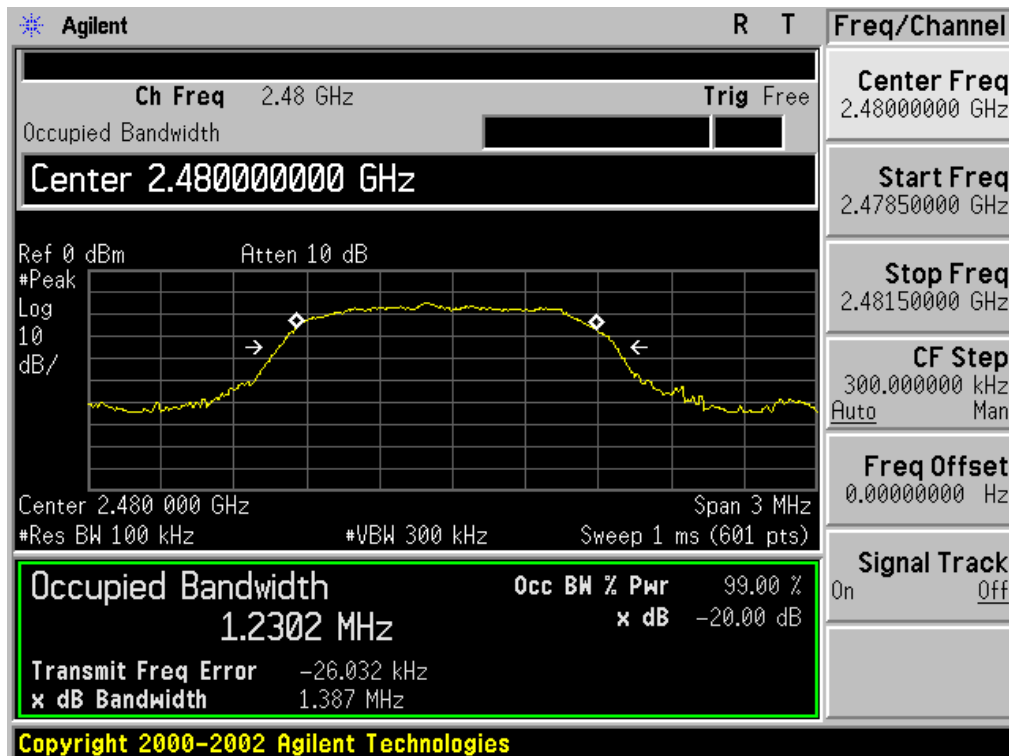 Agilent R T
Freq/Channel
Ch Freq 2.48 GHz Trig Free
Occupied Bandwidth
Center 2.480000000 GHz
Ref 0 dBm Atten 10 dB
#Peak
Log
10
dB/
Center 2.480 000 GHz Span 3 MHz
#Res BW 100 kHz #VBW 300 kHz Sweep 1 ms (601 pts)
Occupied Bandwidth
1.2302 MHz
Occ BW % Pwr 99.00 %
x dB -20.00 dB
Transmit Freq Error -26.032 kHz
x dB Bandwidth 1.387 MHz
Center Freq
2.48000000 GHz
Start Freq
2.47850000 GHz
Stop Freq
2.48150000 GHz
CF Step
300.000000 kHz
Auto Man
Freq Offset
0.00000000 Hz
Signal Track
On Off
Copyright 2000-2002 Agilent Technologies